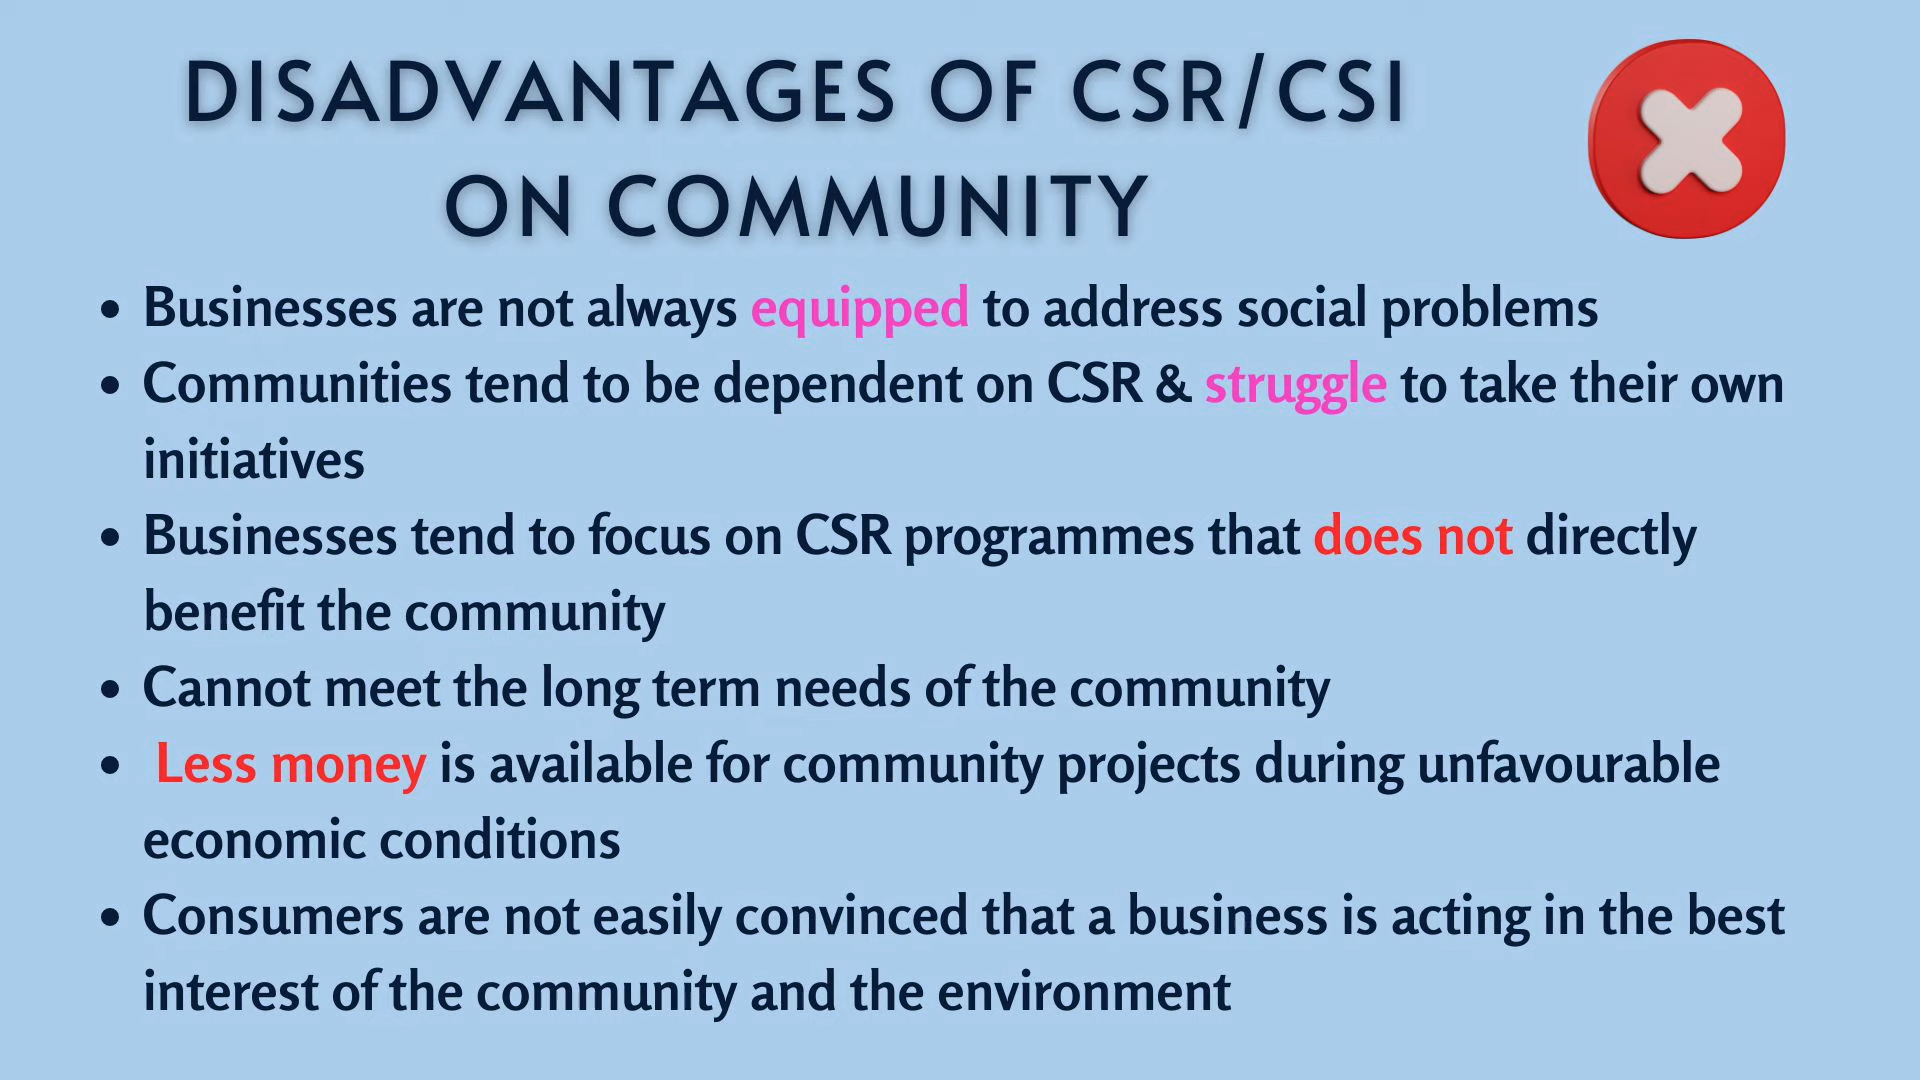 DISADVANTAGES OF CSR/CSI
ON COMMUNITY
• Businesses are not always equipped to address social problems
• Communities tend to be dependent on CSR & struggle to take their own
initiatives
• Businesses tend to focus on CSR programmes that does not directly
benefit the community
• Cannot meet the long term needs of the community
• Less money is available for community projects during unfavourable
economic conditions
• Consumers are not easily convinced that a business is acting in the best
interest of the community and the environment